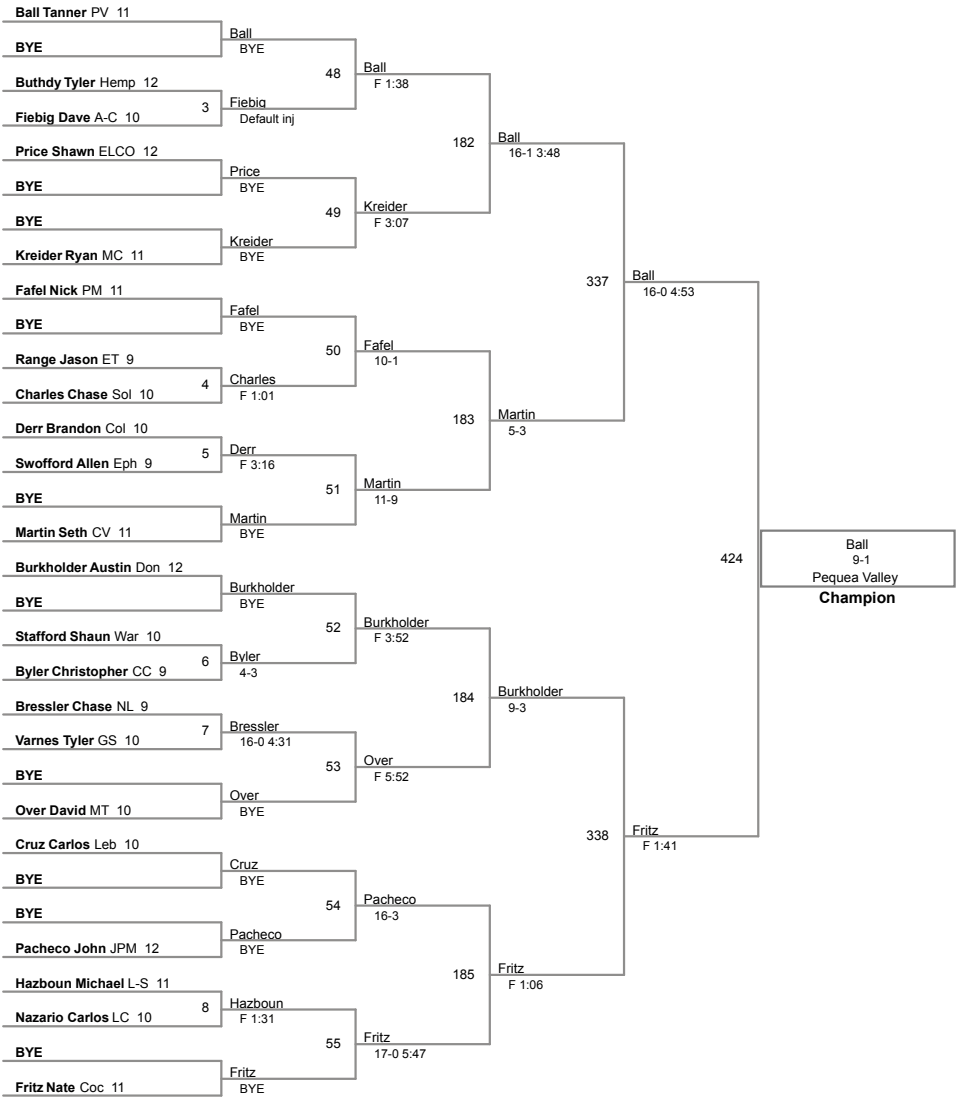 Ball Tanner PV 11
BYE
Buthdy Tyler Hemp 12
Fiebig Dave A-C 10
Price Shawn ELCO 12
BYE
BYE
Kreider Ryan MC 11
Fafel Nick PM 11
BYE
Range Jason ET 9
Charles Chase Sol 10
Derr Brandon Col 10
Swofford Allen Eph 9
BYE
Martin Seth CV 11
Burkholder Austin Don 12
BYE
Stafford Shaun War 10
Byler Christopher CC 9
Bressler Chase NL 9
Varnes Tyler GS 10
BYE
Over David MT 10
Cruz Carlos Leb 10
BYE
BYE
Pacheco John JPM 12
Hazboun Michael L-S 11
Nazario Carlos LC 10
BYE
Fritz Nate Coc 11
Ball
BYE
3
Fiebig
Default inj
Price
BYE
Kreider
BYE
Fafel
BYE
4
Charles
F 1:01
5
Derr
F 3:16
Martin
BYE
Burkholder
BYE
6
Byler
4-3
7
Bressler
16-0 4:31
Over
BYE
Cruz
BYE
Pacheco
BYE
8
Hazboun
F 1:31
Fritz
BYE
48
Ball
F 1:38
49
Kreider
F 3:07
50
Fafel
10-1
51
Martin
11-9
52
Burkholder
F 3:52
53
Over
F 5:52
54
Pacheco
16-3
55
Fritz
17-0 5:47
182
Ball
16-1 3:48
183
Martin
5-3
184
Burkholder
9-3
185
Fritz
F 1:06
337
Ball
16-0 4:53
338
Fritz
F 1:41
424
Ball
9-1
Pequea Valley
Champion